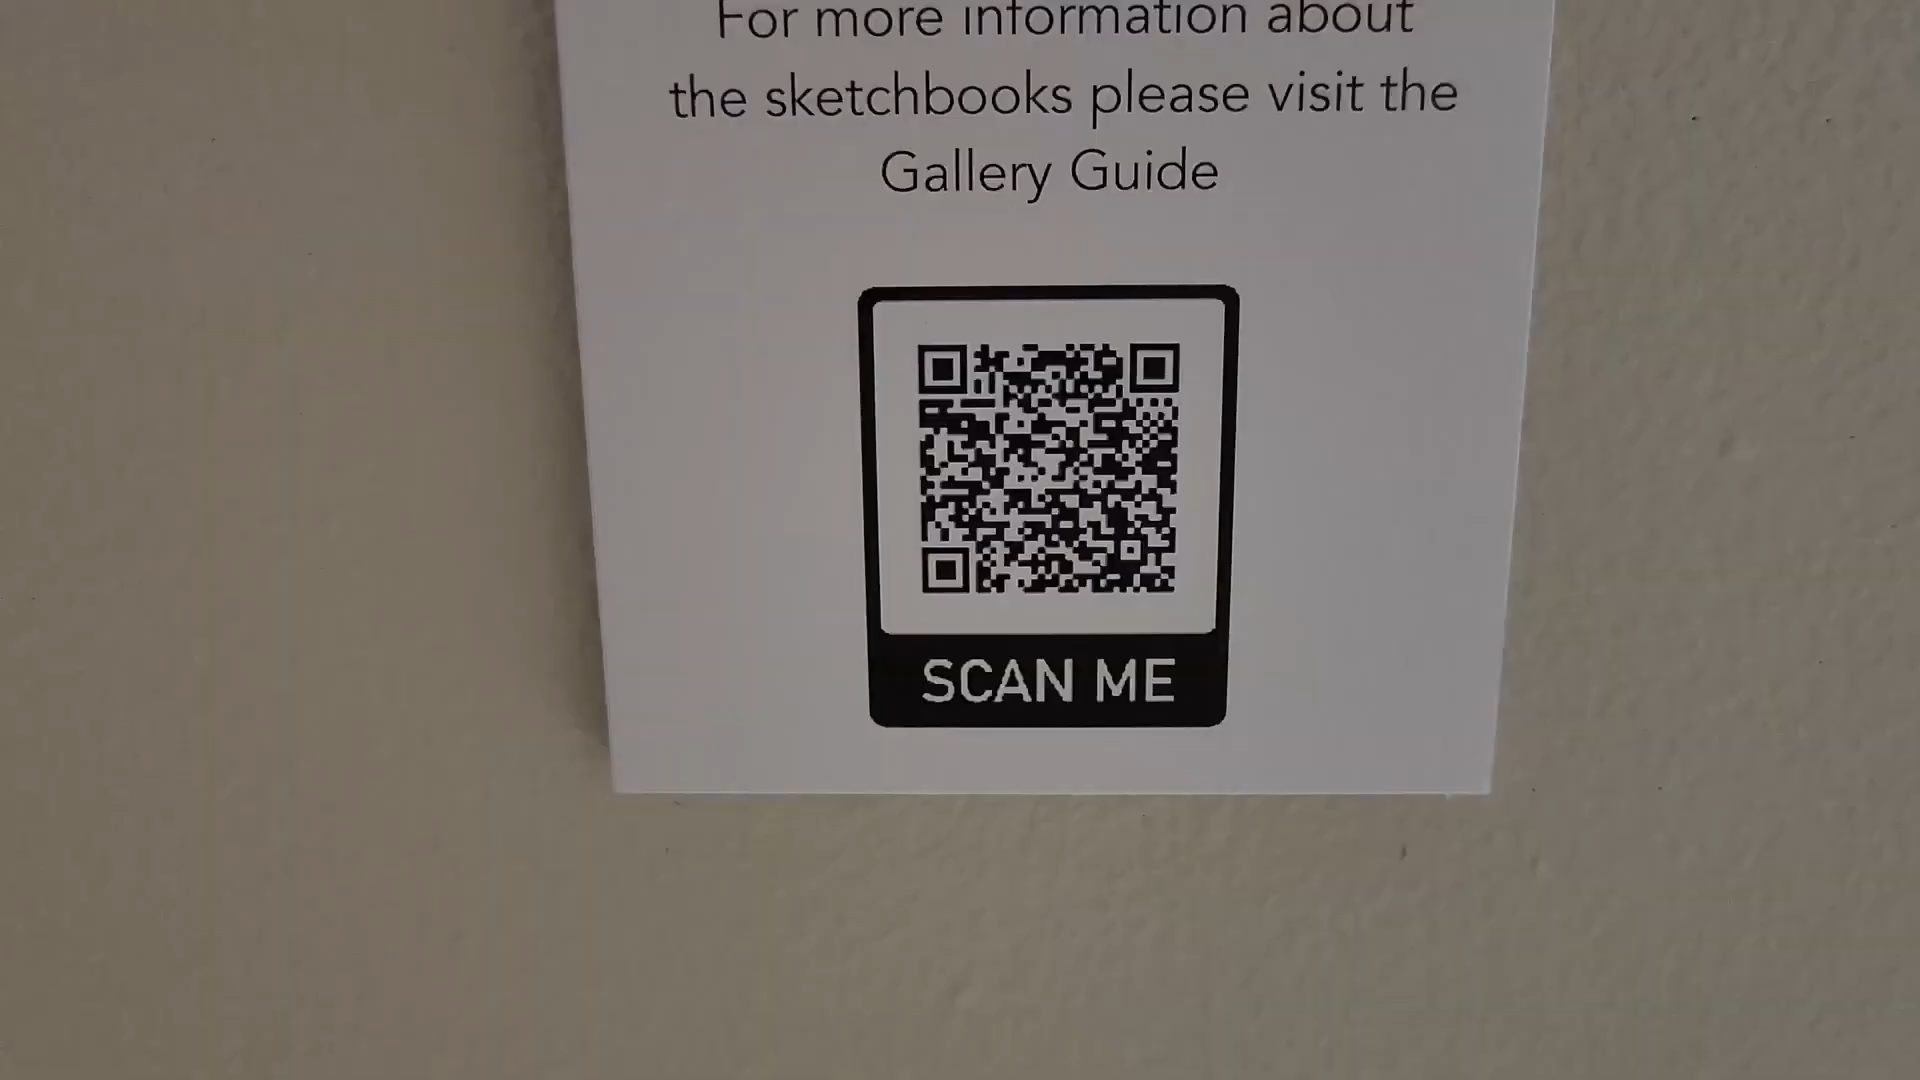 For more information about
the sketchbooks please visit the
Gallery Guide
SCAN ME